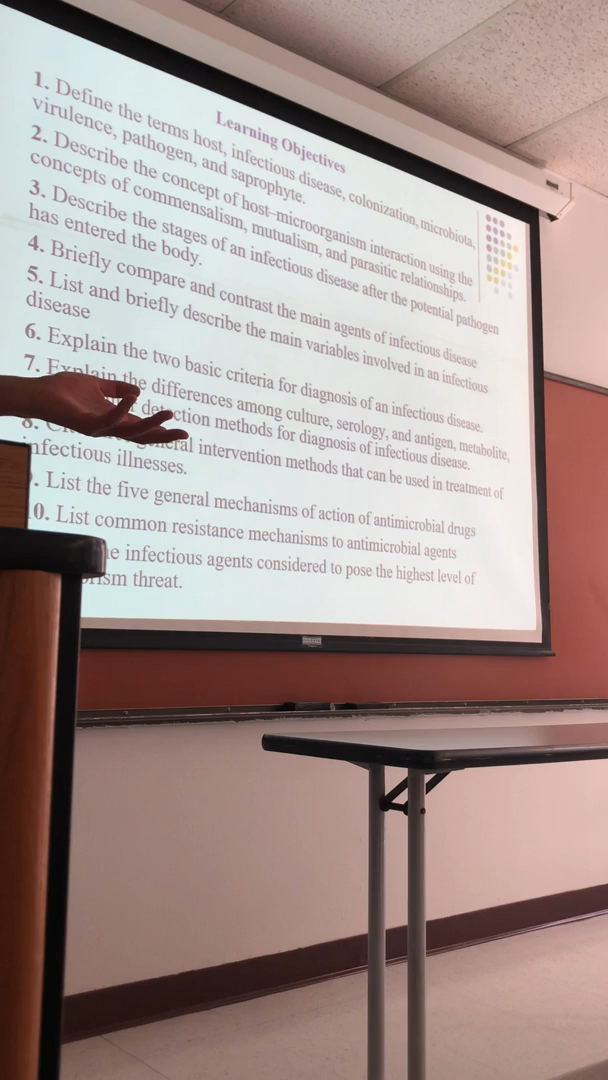 Learning Objectives
1. Define the terms host, infectious disease, colonization, microbiota,
virulence, pathogen, and saprophyte.
2. Describe the concept of host–microorganism interaction using the
concepts of commensalism, mutualism, and parasitic relationships.
3. Describe the stages of an infectious disease after the potential pathogen
has entered the body.
4. Briefly compare and contrast the main agents of infectious disease
5. List and briefly describe the main variables involved in an infectious
disease
6. Explain the two basic criteria for diagnosis of an infectious disease.
7. Explain the differences among culture, serology, and antigen, metabolite,
detection methods for diagnosis of infectious disease.
8. intervention methods that can be used in treatment of
infectious illnesses.
. List the five general mechanisms of action of antimicrobial drugs
0. List common resistance mechanisms to antimicrobial agents
infectious agents considered to pose the highest level of
threat.